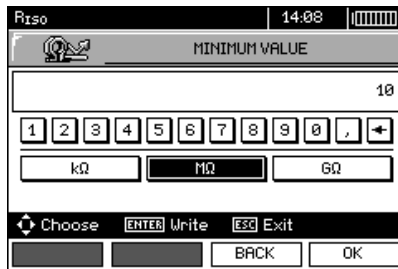 RISO 14:08
MINIMUM VALUE
10
1 2 3 4 5 6 7 8 9 0 ,
kΩ MΩ GΩ
Choose ENTER Write ESC Exit
BACK OK